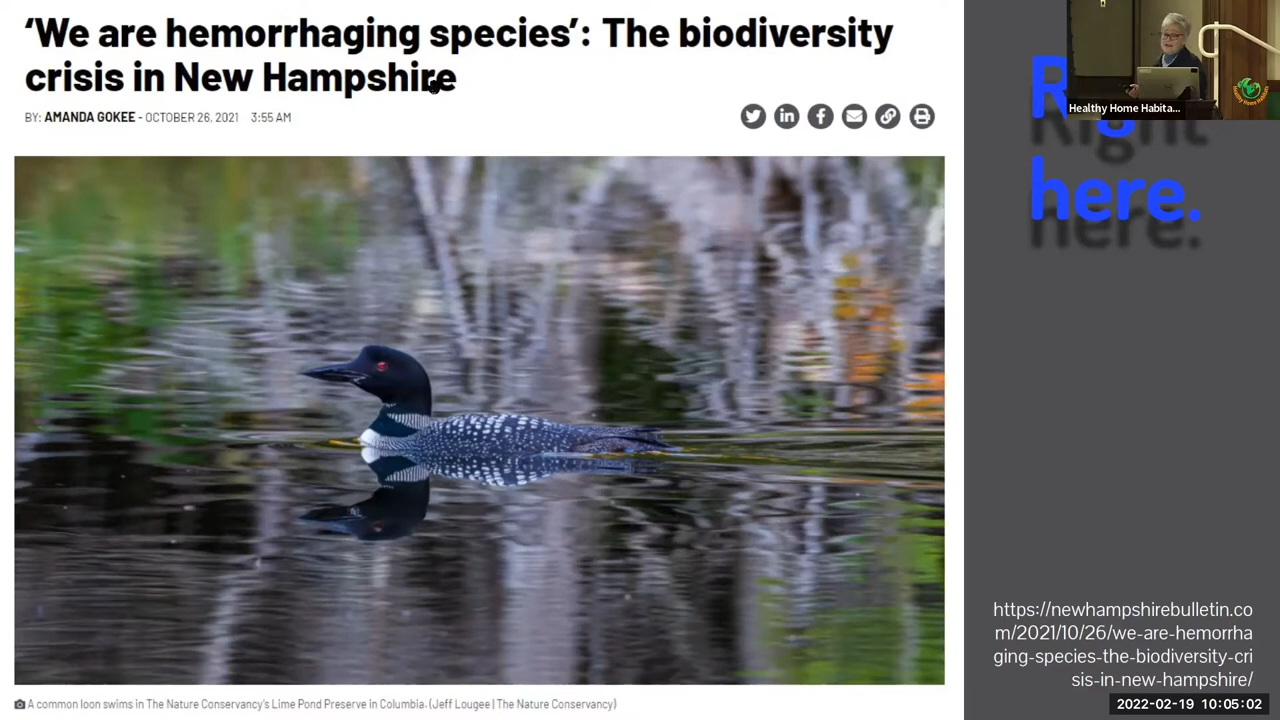 ‘We are hemorrhaging species’: The biodiversity
crisis in New Hampshire
BY: AMANDA GOKEE - OCTOBER 26, 2021 3:55 AM
Right
here.
Healthy Home Habita...
A common loon swims in The Nature Conservancy's Lime Pond Preserve in Columbia. (Jeff Lougee | The Nature Conservancy)
https://newhampshirebulletin.co
m/2021/10/26/we-are-hemorrha
ging-species-the-biodiversity-cri
sis-in-new-hampshire/
2022-02-19 10:05:02